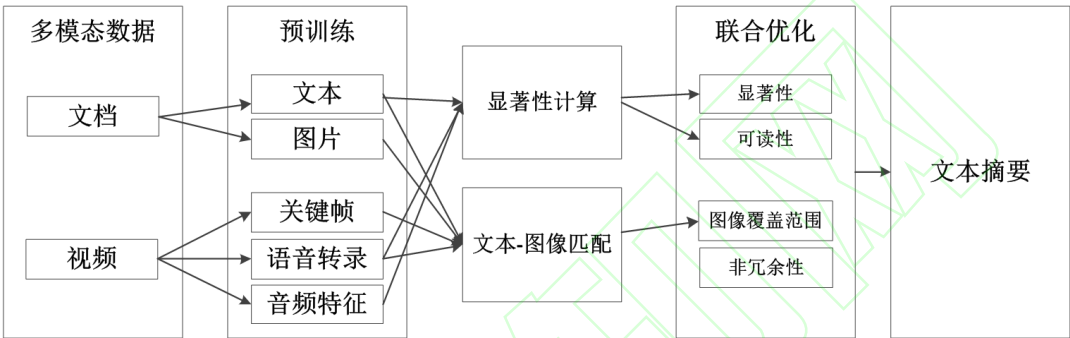 多模态数据
文档
视频
预训练
文本
图片
关键帧
语音转录
音频特征
显著性计算
文本-图像匹配
联合优化
显著性
可读性
图像覆盖范围
非冗余性
文本摘要